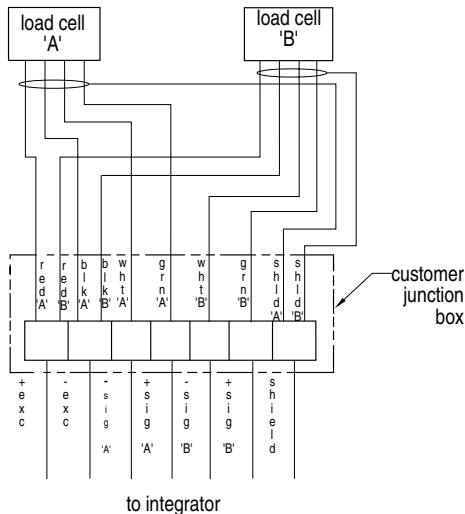 load cell
'A'
load cell
'B'
red 'A'
red 'B'
blk 'A'
blk 'B'
wht 'A'
grn 'A'
wht 'B'
grn 'B'
shld 'A'
shld 'B'
customer
junction
box
+exc
-exc
-sig 'A'
+sig 'A'
-sig 'B'
+sig 'B'
shield
to integrator